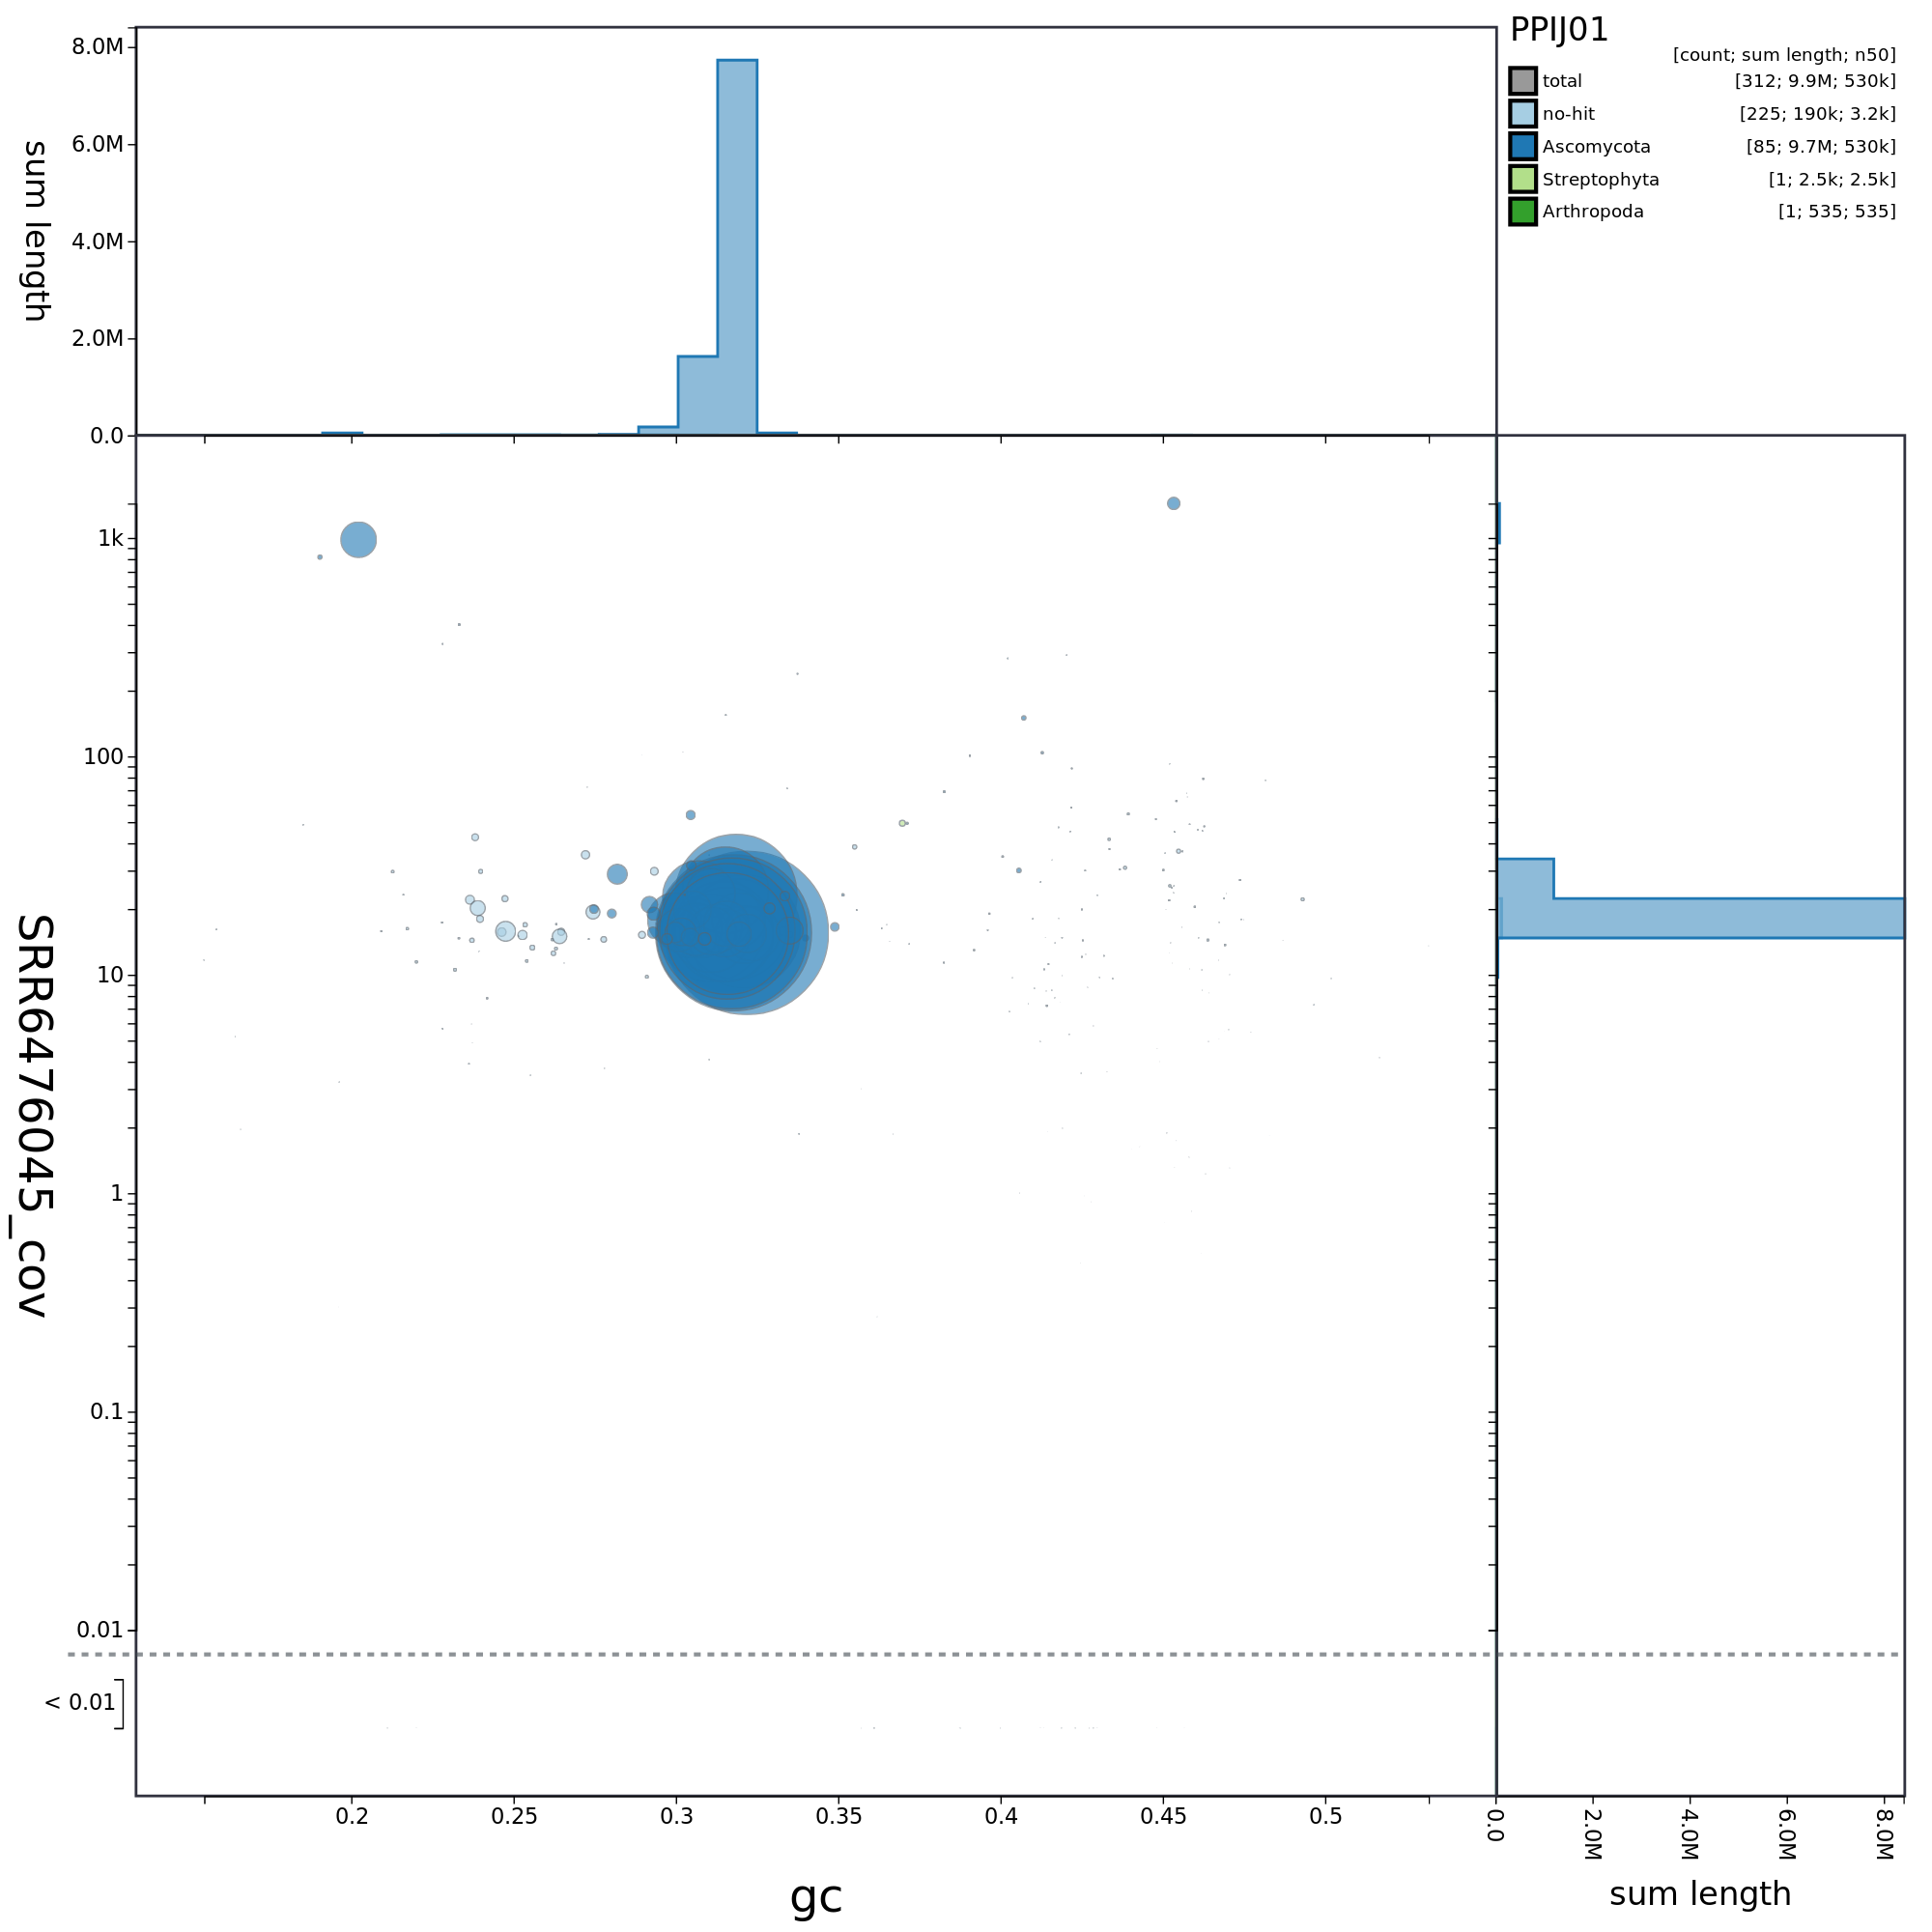 PPIJ01
[count; sum length; n50]
total [312; 9.9M; 530k]
no-hit [225; 190k; 3.2k]
Ascomycota [85; 9.7M; 530k]
Streptophyta [1; 2.5k; 2.5k]
Arthropoda [1; 535; 535]
sum length
8.0M
6.0M
4.0M
2.0M
0.0
SRR6476045_cov
1k
100
10
1
0.1
0.01
< 0.01
0.2 0.25 0.3 0.35 0.4 0.45 0.5
gc
0.0 2.0M 4.0M 6.0M 8.0M
sum length